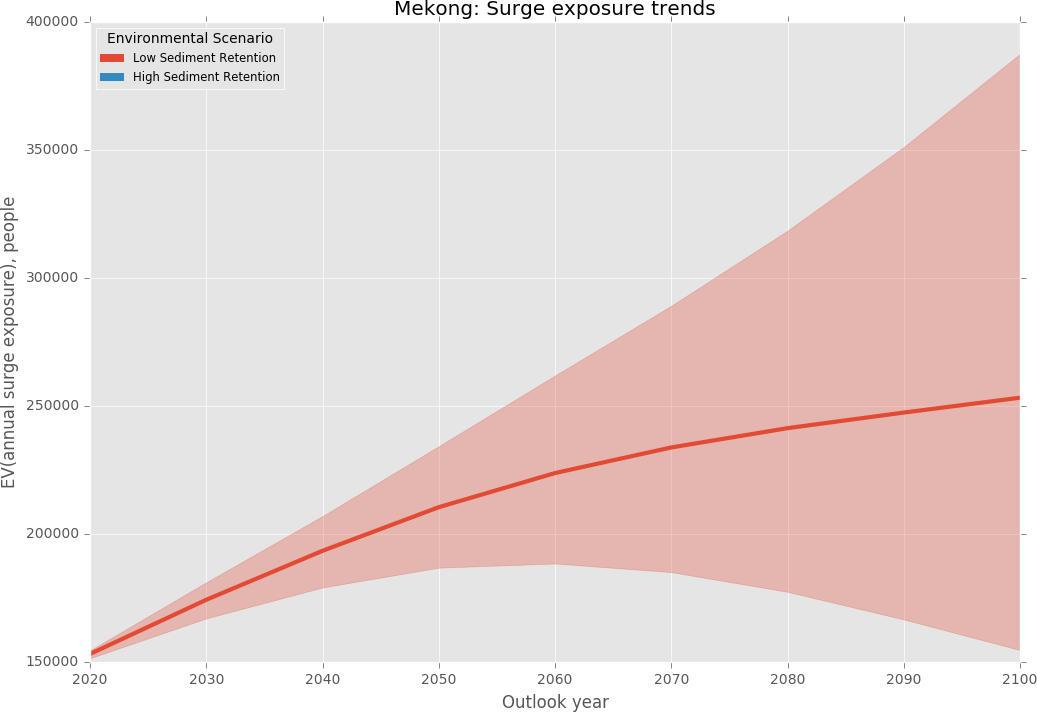 Mekong: Surge exposure trends
400000
350000
300000
250000
200000
150000
EV(annual surge exposure), people
Environmental Scenario
Low Sediment Retention
High Sediment Retention
2020 2030 2040 2050 2060 2070 2080 2090 2100
Outlook year